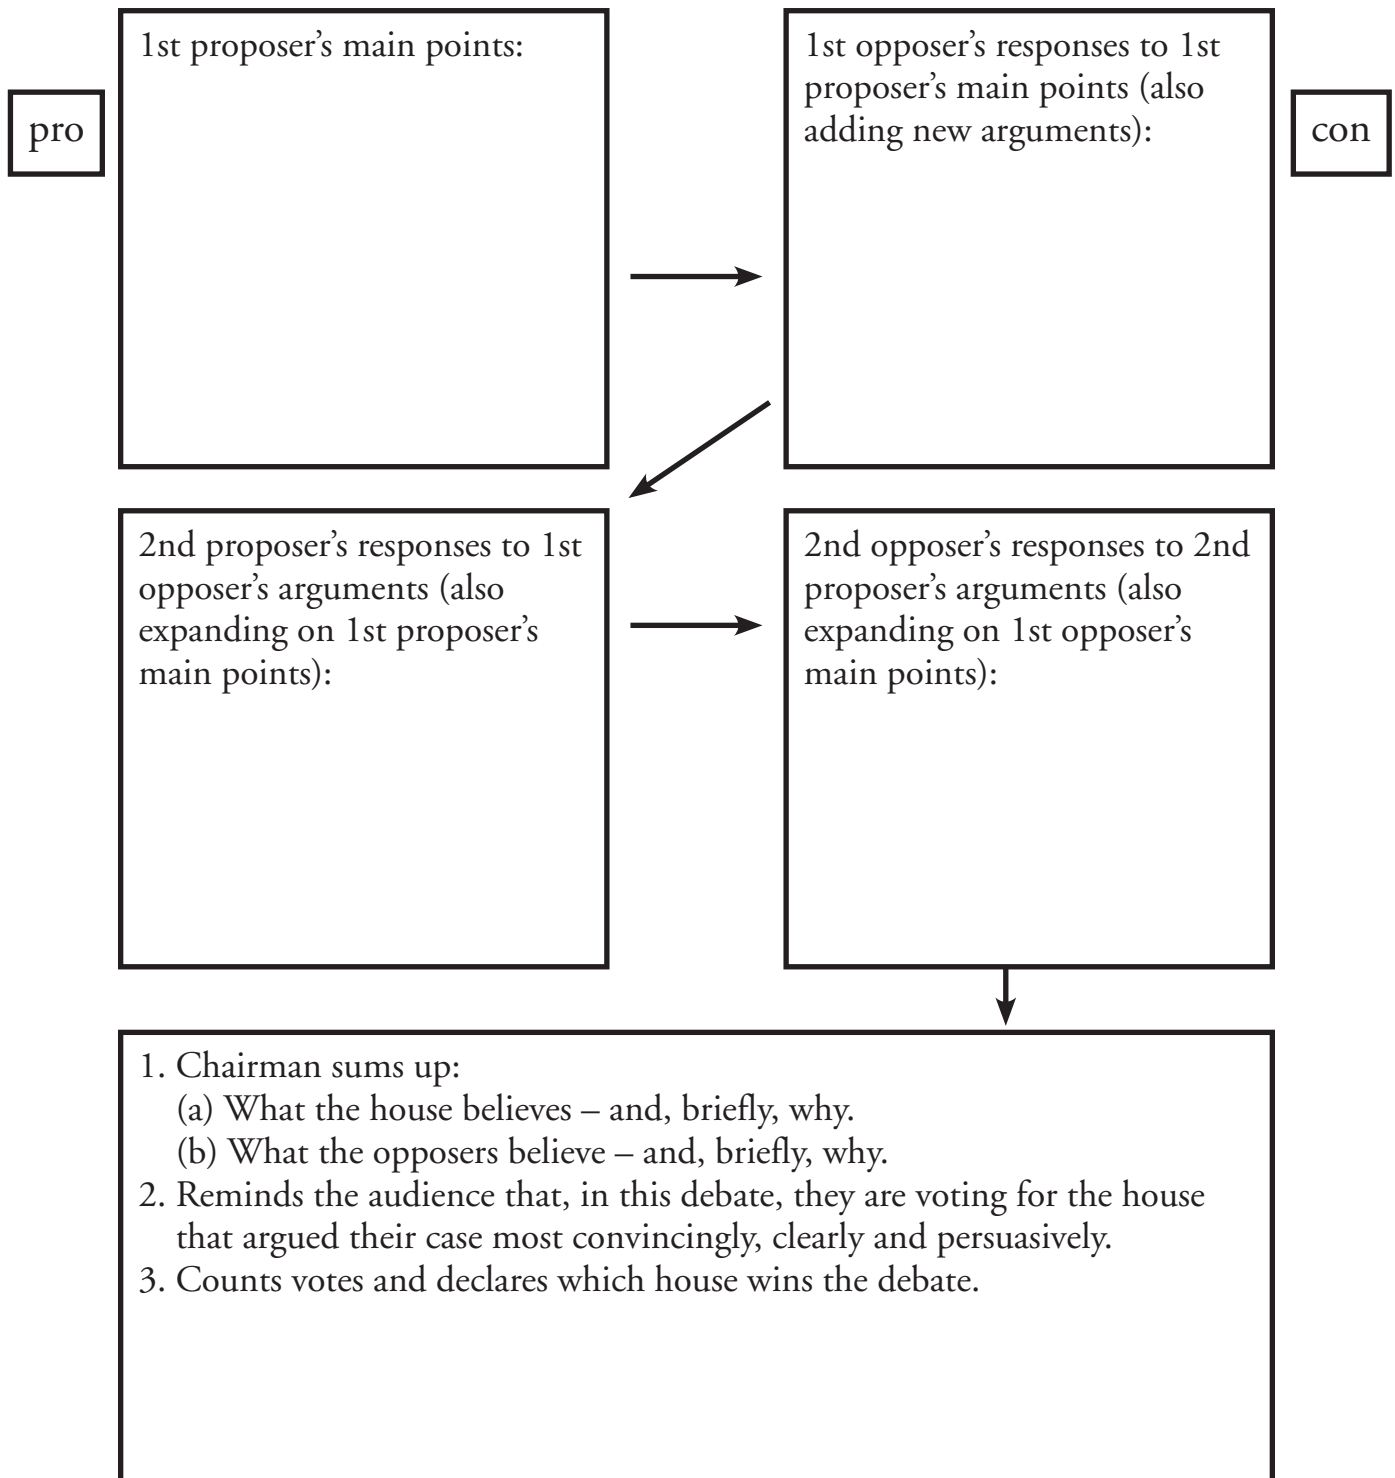 pro
1st proposer’s main points:
1st opposer’s responses to 1st
proposer’s main points (also
adding new arguments):
con
2nd proposer’s responses to 1st
opposer’s arguments (also
expanding on 1st proposer’s
main points):
2nd opposer’s responses to 2nd
proposer’s arguments (also
expanding on 1st opposer’s
main points):
1. Chairman sums up:
(a) What the house believes – and, briefly, why.
(b) What the opposers believe – and, briefly, why.
2. Reminds the audience that, in this debate, they are voting for the house
that argued their case most convincingly, clearly and persuasively.
3. Counts votes and declares which house wins the debate.